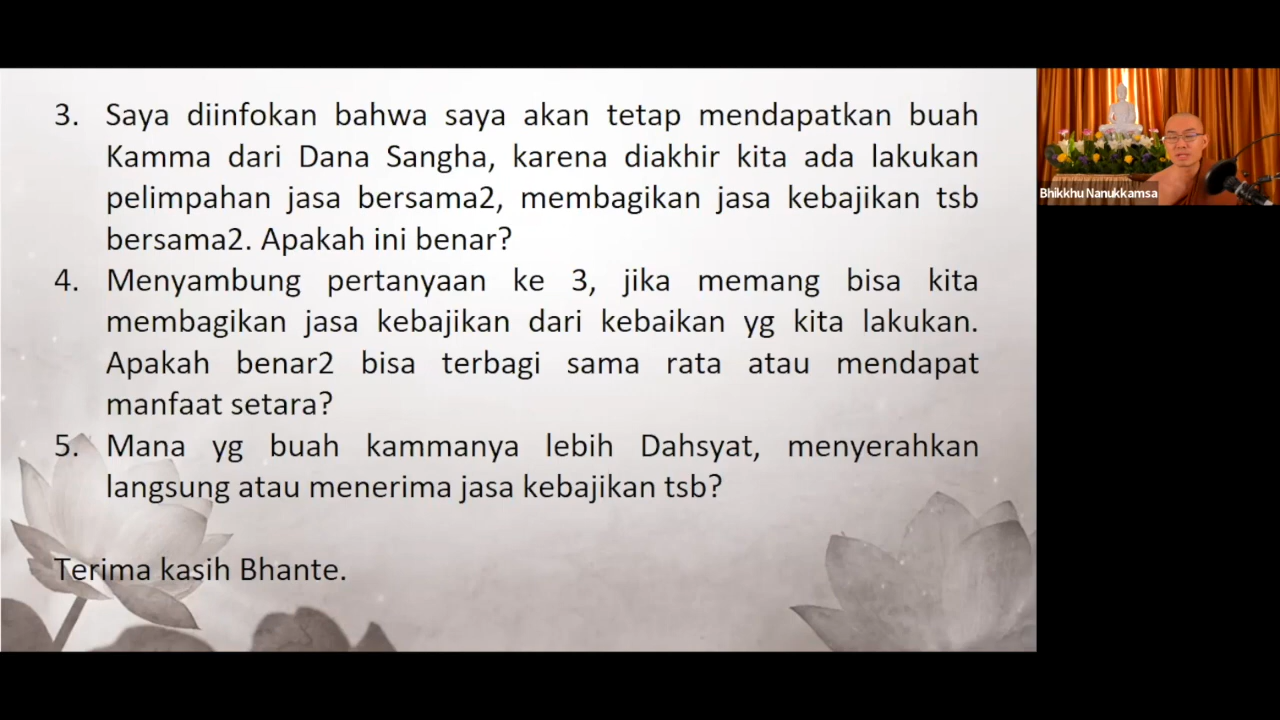 3. Saya diinfokan bahwa saya akan tetap mendapatkan buah
Kamma dari Dana Sangha, karena diakhir kita ada lakukan
pelimpahan jasa bersama2, membagikan jasa kebajikan tsb
bersama2. Apakah ini benar?
4. Menyambung pertanyaan ke 3, jika memang bisa kita
membagikan jasa kebajikan dari kebaikan yg kita lakukan.
Apakah benar2 bisa terbagi sama rata atau mendapat
manfaat setara?
5. Mana yg buah kammanya lebih Dahsyat, menyerahkan
langsung atau menerima jasa kebajikan tsb?
Terima kasih Bhante.
Bhikkhu Nanukkamsa